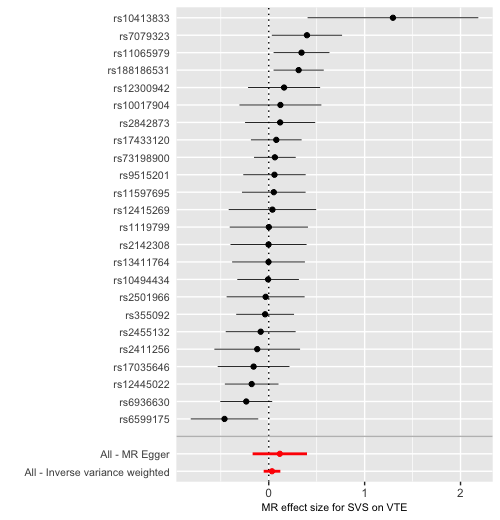 rs10413833
rs7079323
rs11065979
rs188186531
rs12300942
rs10017904
rs2842873
rs17433120
rs73198900
rs9515201
rs11597695
rs12415269
rs1119799
rs2142308
rs13411764
rs10494434
rs2501966
rs355092
rs2455132
rs2411256
rs17035646
rs12445022
rs6936630
rs6599175
All - MR Egger
All - Inverse variance weighted
0 1 2
MR effect size for SVS on VTE